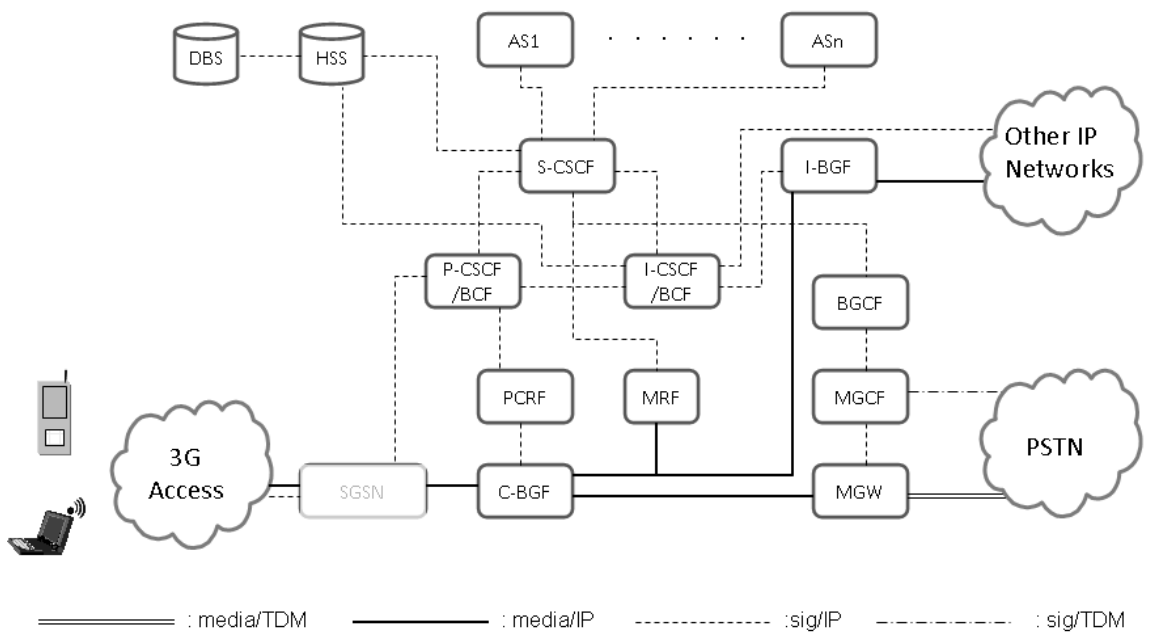 AS1
ASn
DBS
HSS
Other IP
Networks
S-CSCF
I-BGF
P-CSCF
/BCF
I-CSCF
/BCF
BGCF
PCRF
MRF
MGCF
PSTN
3G
Access
SGSN
C-BGF
MGW
: media/TDM
: media/IP
:sig/IP
: sig/TDM